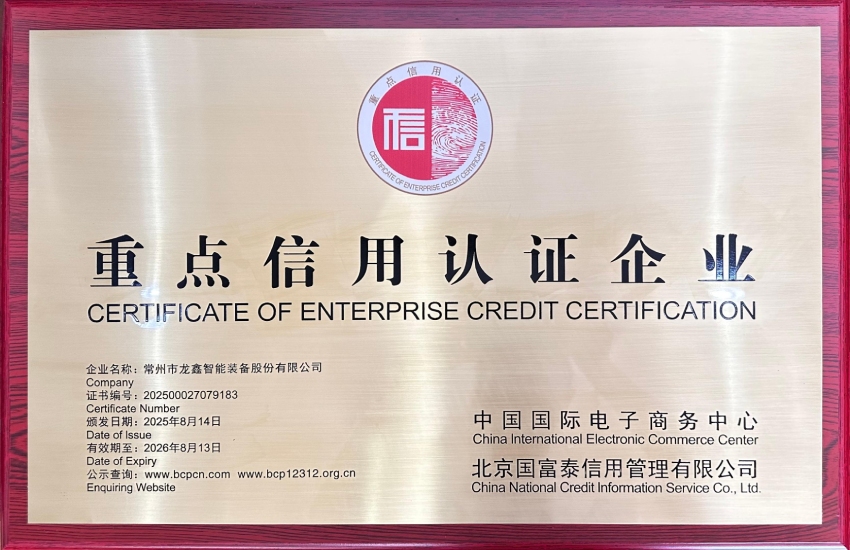 重点信用认证
信
CERTIFICATE OF ENTERPRISE CREDIT CERTIFICATION
重点信用认证企业
CERTIFICATE OF ENTERPRISE CREDIT CERTIFICATION
企业名称：常州市龙鑫智能装备股份有限公司
Company
证书编号：202500027079183
Certificate Number
颁发日期：2025年8月14日
Date of Issue
有效期至：2026年8月13日
Date of Expiry
公示查询：www.bcpcn.com www.bcp12312.org.cn
Enquiring Website
中国国际电子商务中心
China International Electronic Commerce Center
北京国富泰信用管理有限公司
China National Credit Information Service Co., Ltd.